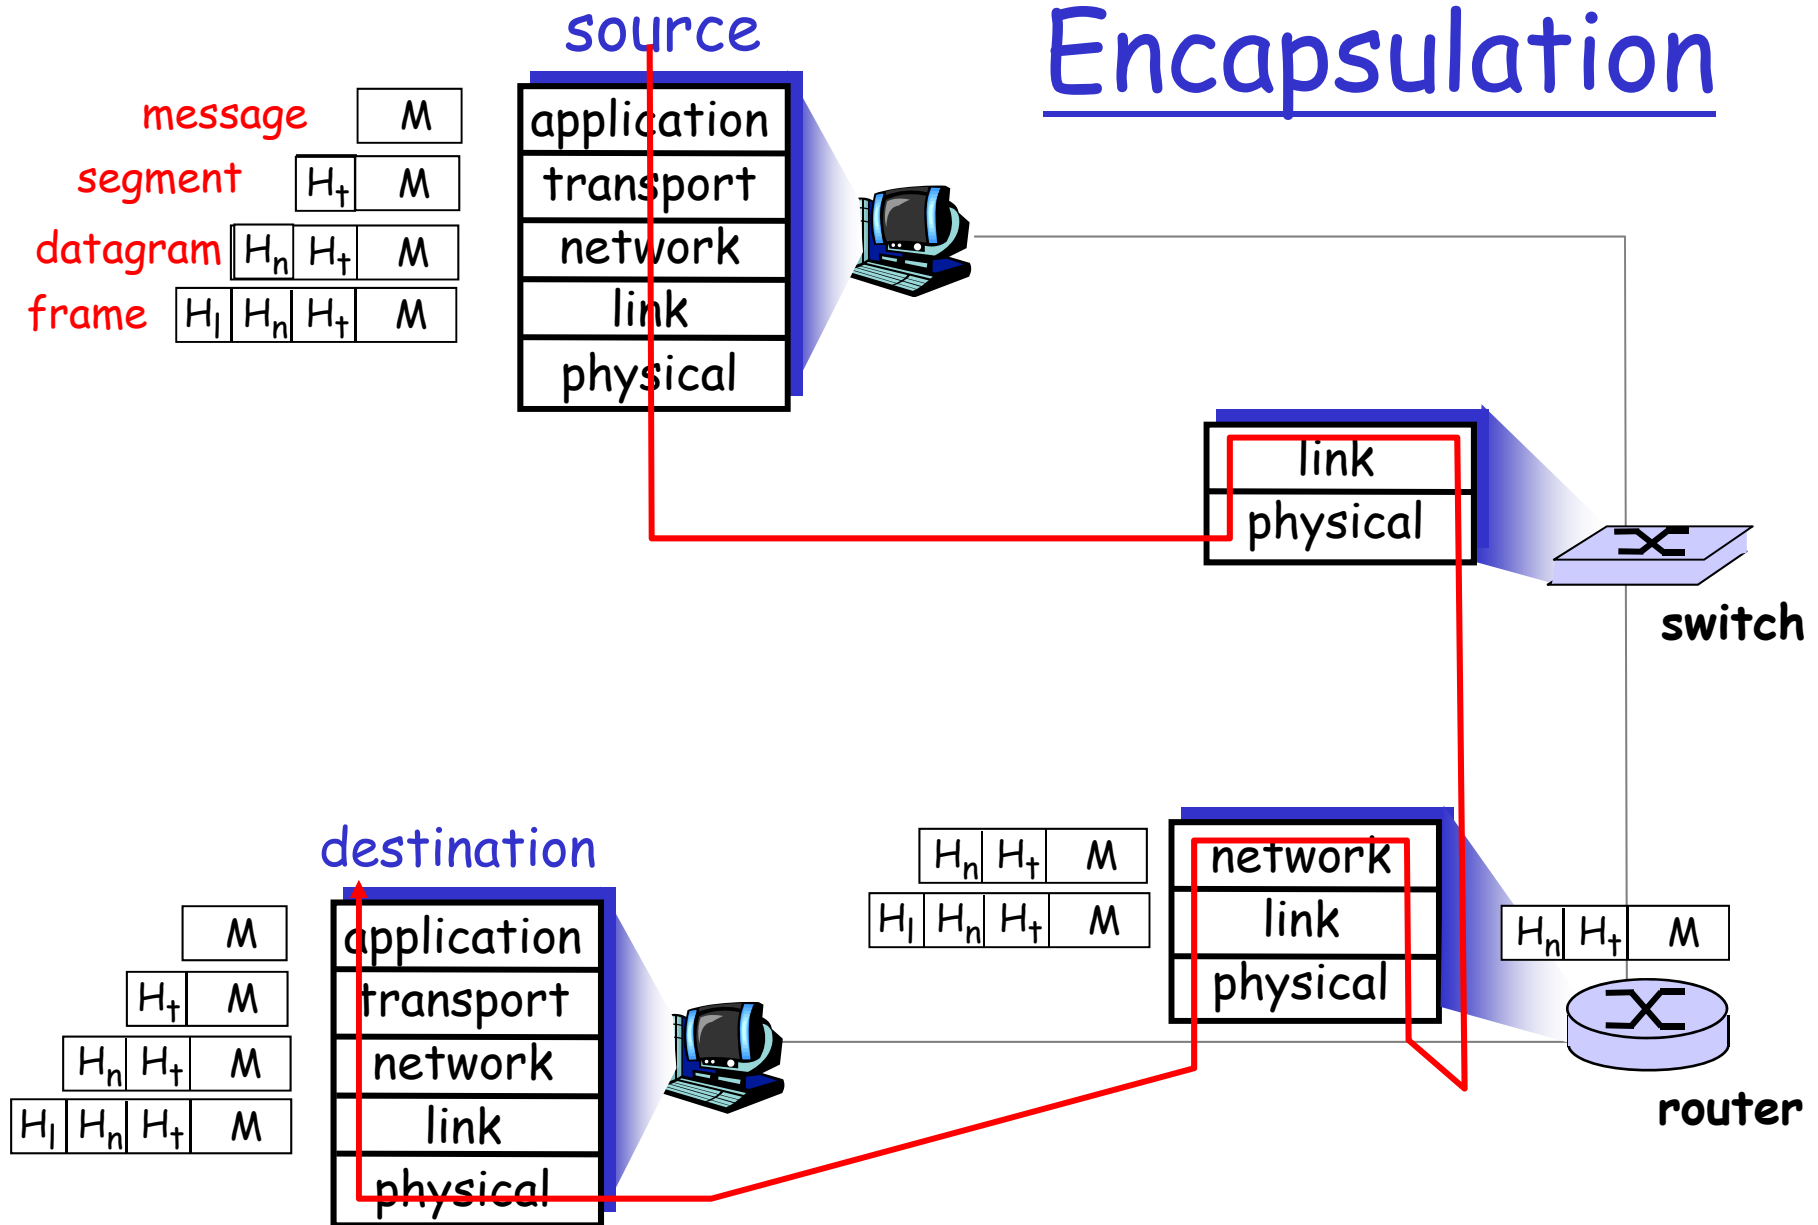 source
Encapsulation
message M
segment Ht M
datagram Hn Ht M
frame Hl Hn Ht M
application
transport
network
link
physical
link
physical
switch
destination
M
Ht M
Hn Ht M
Hl Hn Ht M
application
transport
network
link
physical
Hn Ht M
Hl Hn Ht M
network
link
physical
Hn Ht M
router